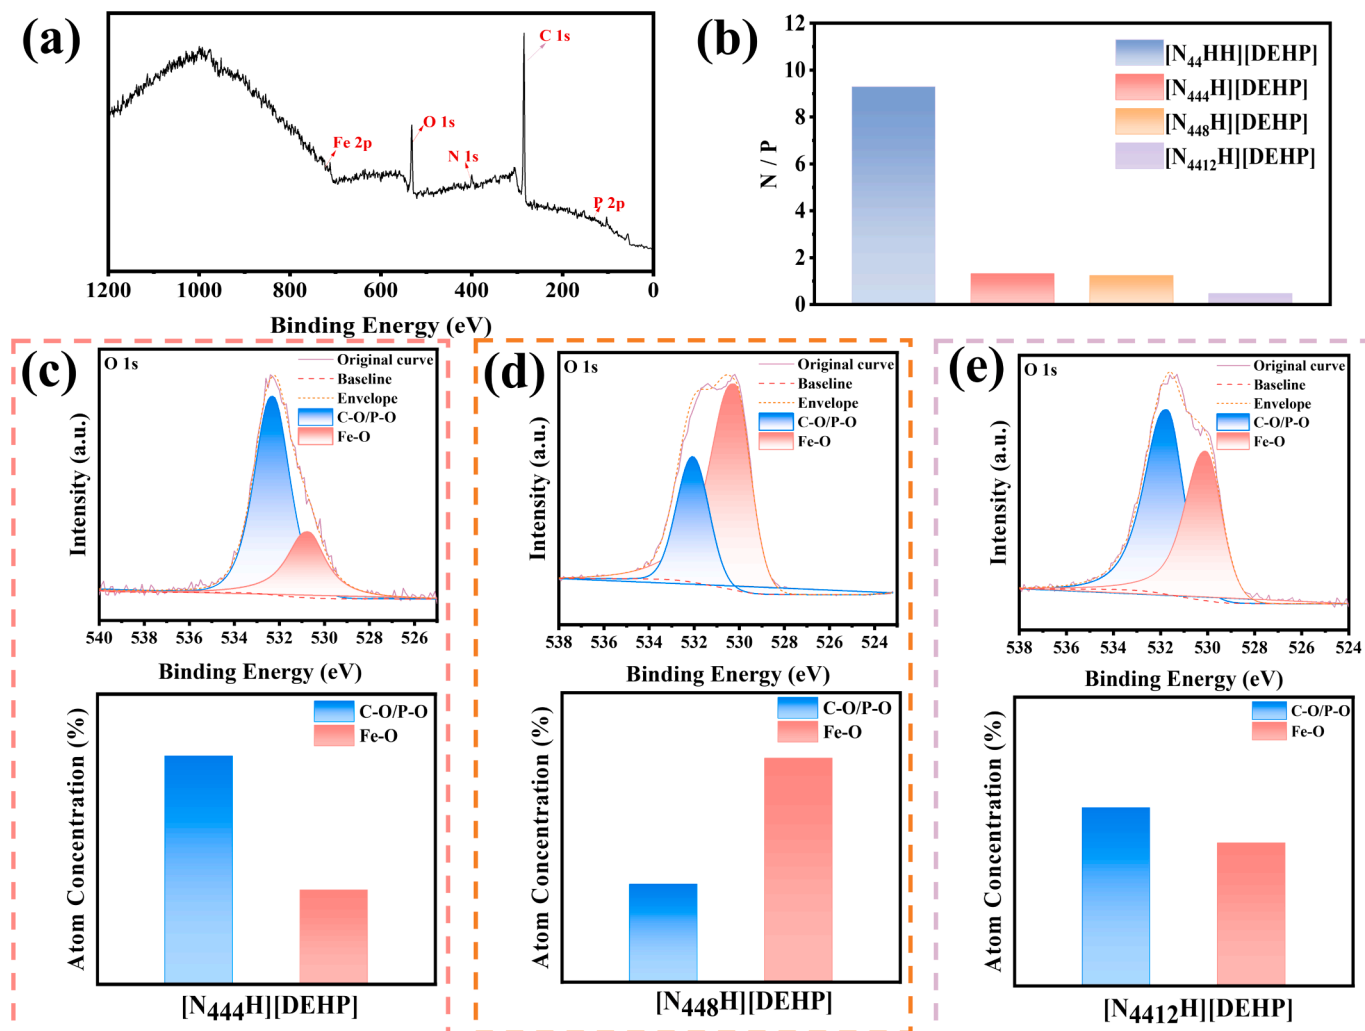 (a)
C 1s
O 1s
Fe 2p
N 1s
P 2p
1200 1000 800 600 400 200 0
Binding Energy (eV)
(b)
N / P
12
10
8
6
4
2
0
[N44HH][DEHP]
[N444H][DEHP]
[N448H][DEHP]
[N4412H][DEHP]
(c)
O 1s
Original curve
Baseline
Envelope
C-O/P-O
Fe-O
Intensity (a.u.)
540 538 536 534 532 530 528 526
Binding Energy (eV)
C-O/P-O
Fe-O
Atom Concentration (%)
[N444H][DEHP]
(d)
O 1s
Original curve
Baseline
Envelope
C-O/P-O
Fe-O
Intensity (a.u.)
538 536 534 532 530 528 526 524
Binding Energy (eV)
C-O/P-O
Fe-O
Atom Concentration (%)
[N448H][DEHP]
(e)
O 1s
Original curve
Baseline
Envelope
C-O/P-O
Fe-O
Intensity (a.u.)
538 536 534 532 530 528 526 524
Binding Energy (eV)
C-O/P-O
Fe-O
Atom Concentration (%)
[N4412H][DEHP]